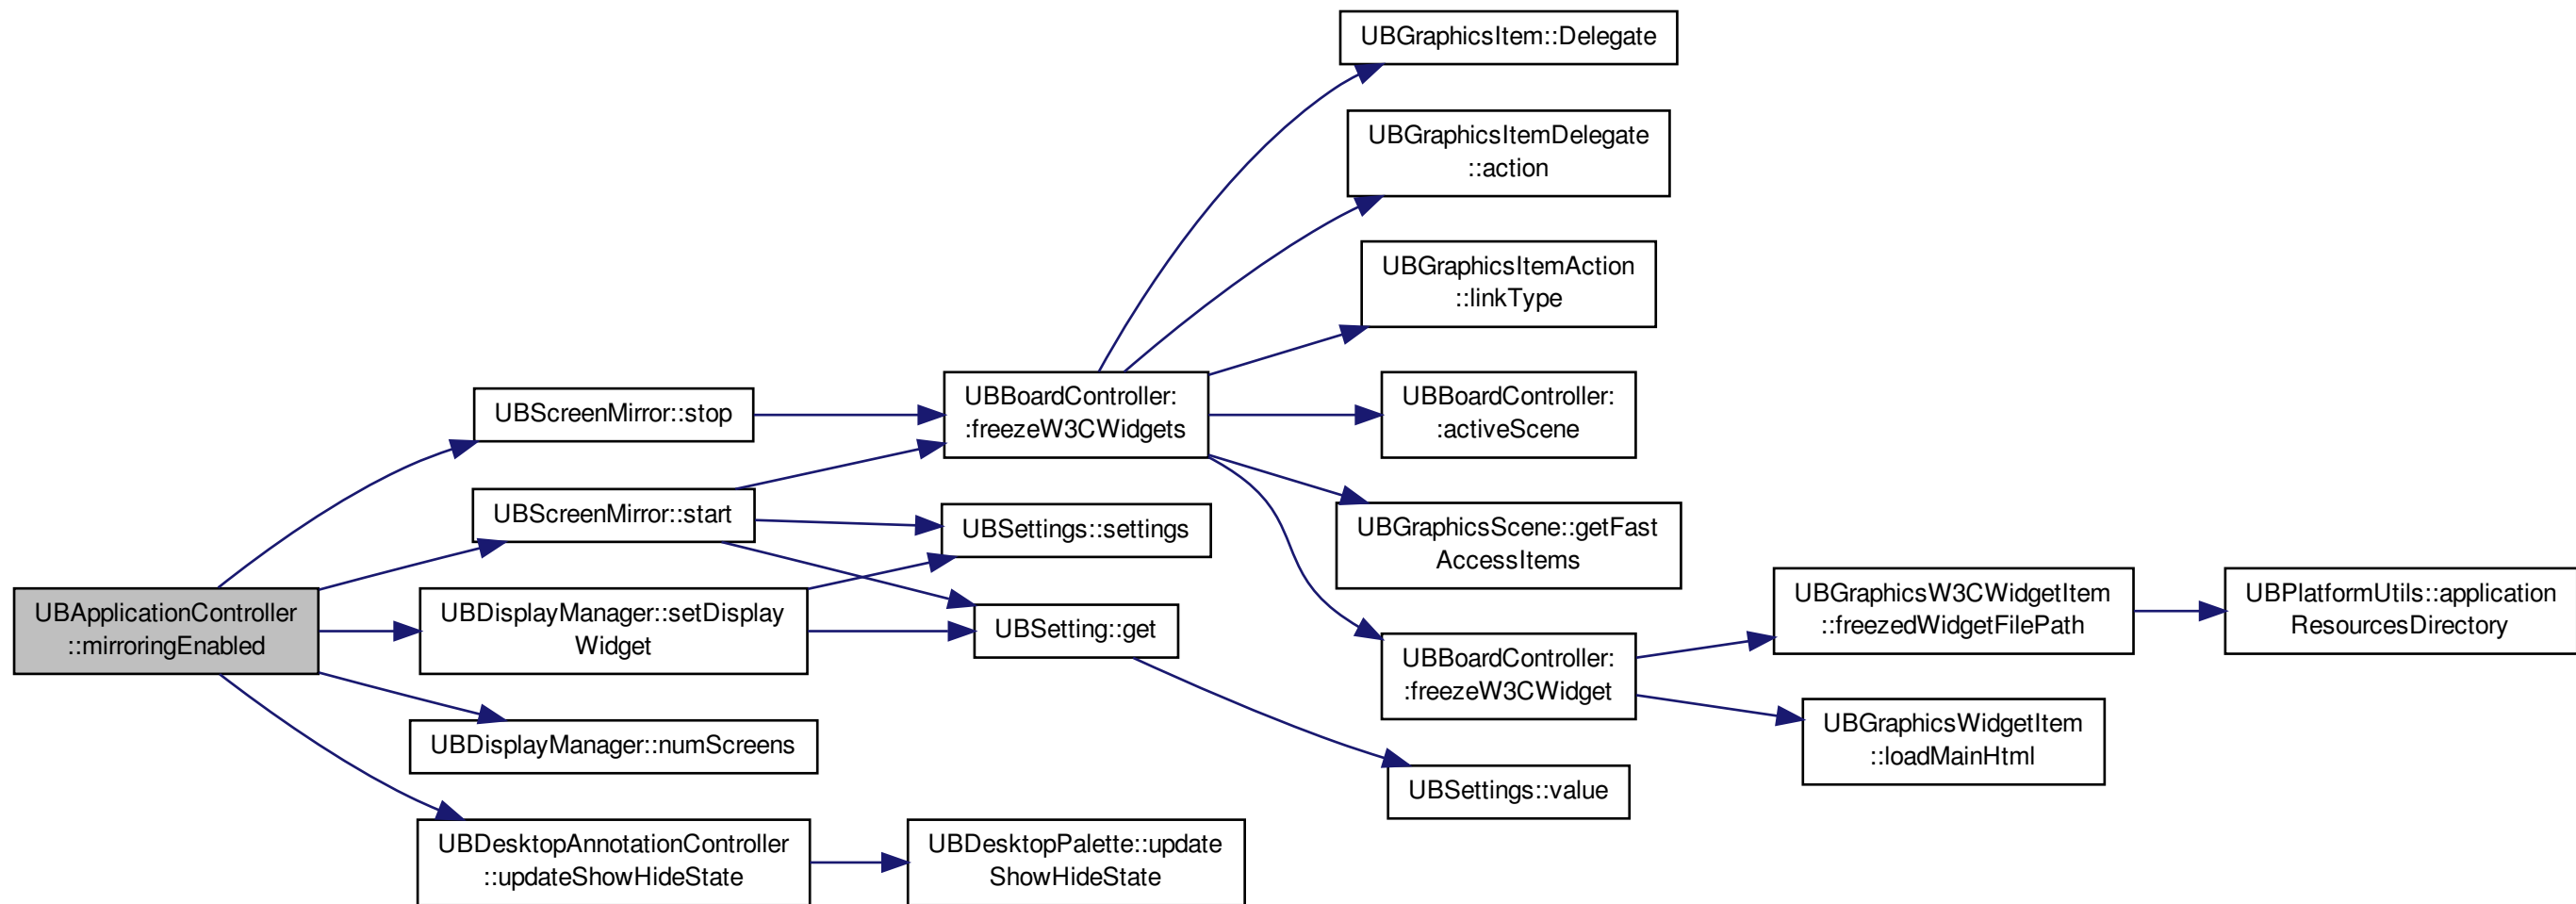 UBGraphicsItem::Delegate
UBGraphicsItemDelegate
::action
UBGraphicsItemAction
::linkType
UBScreenMirror::stop
UBBoardController:
:freezeW3CWidgets
UBBoardController:
:activeScene
UBScreenMirror::start
UBSettings::settings
UBGraphicsScene::getFast
AccessItems
UBApplicationController
::mirroringEnabled
UBDisplayManager::setDisplay
Widget
UBSetting::get
UBBoardController:
:freezeW3CWidget
UBGraphicsW3CWidgetItem
::freezedWidgetFilePath
UBPlatformUtils::application
ResourcesDirectory
UBDisplayManager::numScreens
UBSettings::value
UBGraphicsWidgetItem
::loadMainHtml
UBDesktopAnnotationController
::updateShowHideState
UBDesktopPalette::update
ShowHideState